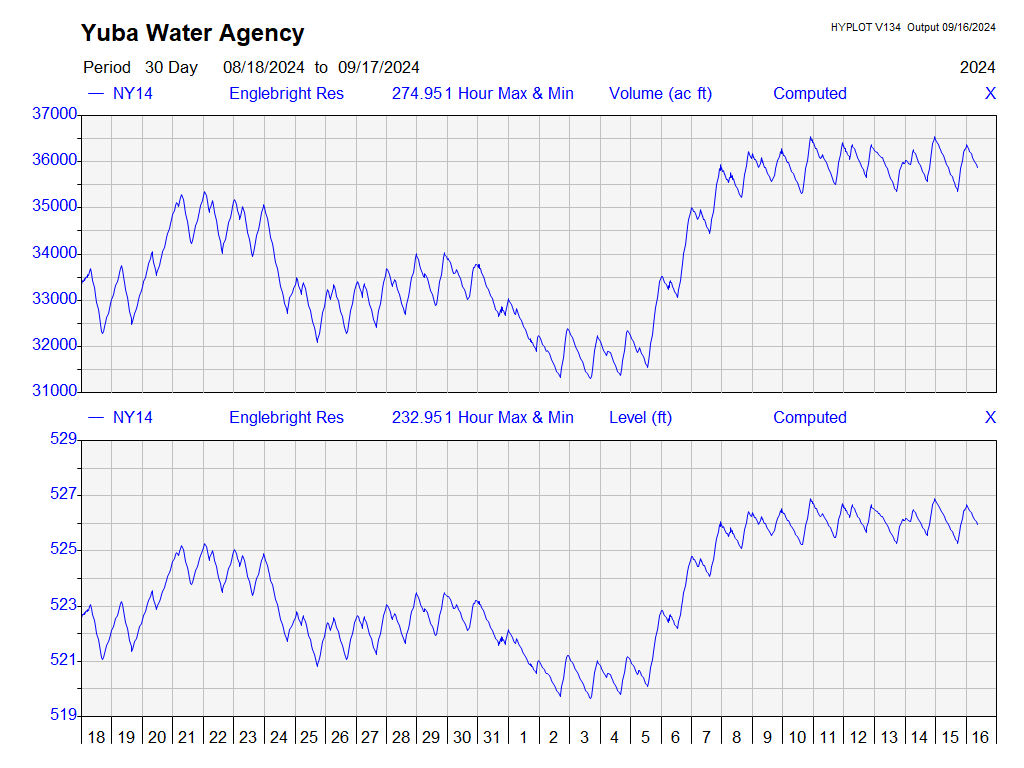 Yuba Water Agency
HYPLOT V134 Output 09/16/2024
Period 30 Day 08/18/2024 to 09/17/2024 2024
NY14 Englebright Res 274.951 Hour Max & Min Volume (ac ft) Computed X
37000
36000
35000
34000
33000
32000
31000
NY14 Englebright Res 232.951 Hour Max & Min Level (ft) Computed X
529
527
525
523
521
519
18 19 20 21 22 23 24 25 26 27 28 29 30 31 1 2 3 4 5 6 7 8 9 10 11 12 13 14 15 16